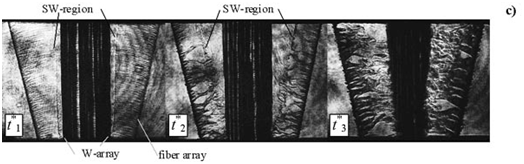 SW-region SW-region c)
t*1 t*2 t*3
W-array fiber array